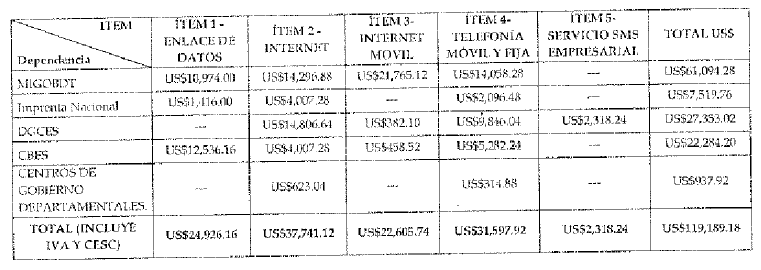 ITEM
Dependencia
ÍTEM 1 -
ENLACE DE
DATOS
ÍTEM 2 -
INTERNET
ÍTEM 3-
INTERNET
MOVIL
ÍTEM 4-
TELEFONÍA
MÓVIL Y FIJA
ÍTEM 5-
SERVICIO SMS
EMPRESARIAL
TOTAL US$
MIGOBDT US$10,974.00 US$14,296.88 US$21,765.12 US$14,058.28 --- US$61,094.28
Imprenta Nacional US$1,416.00 US$4,007.28 --- US$2,096.48 --- US$7,519.76
DGCES --- US$14,806.64 US$382.10 US$9,846.04 US$2,318.24 US$27,353.02
CBES US$12,536.16 US$4,007.28 US$458.52 US$5,282.24 --- US$22,284.20
CENTROS DE
GOBIERNO
DEPARTAMENTALES.
--- US$623.04 --- US$314.88 --- US$937.92
TOTAL (INCLUYE
IVA Y CESC)
US$24,926.16 US$37,741.12 US$22,605.74 US$31,597.92 US$2,318.24 US$119,189.18